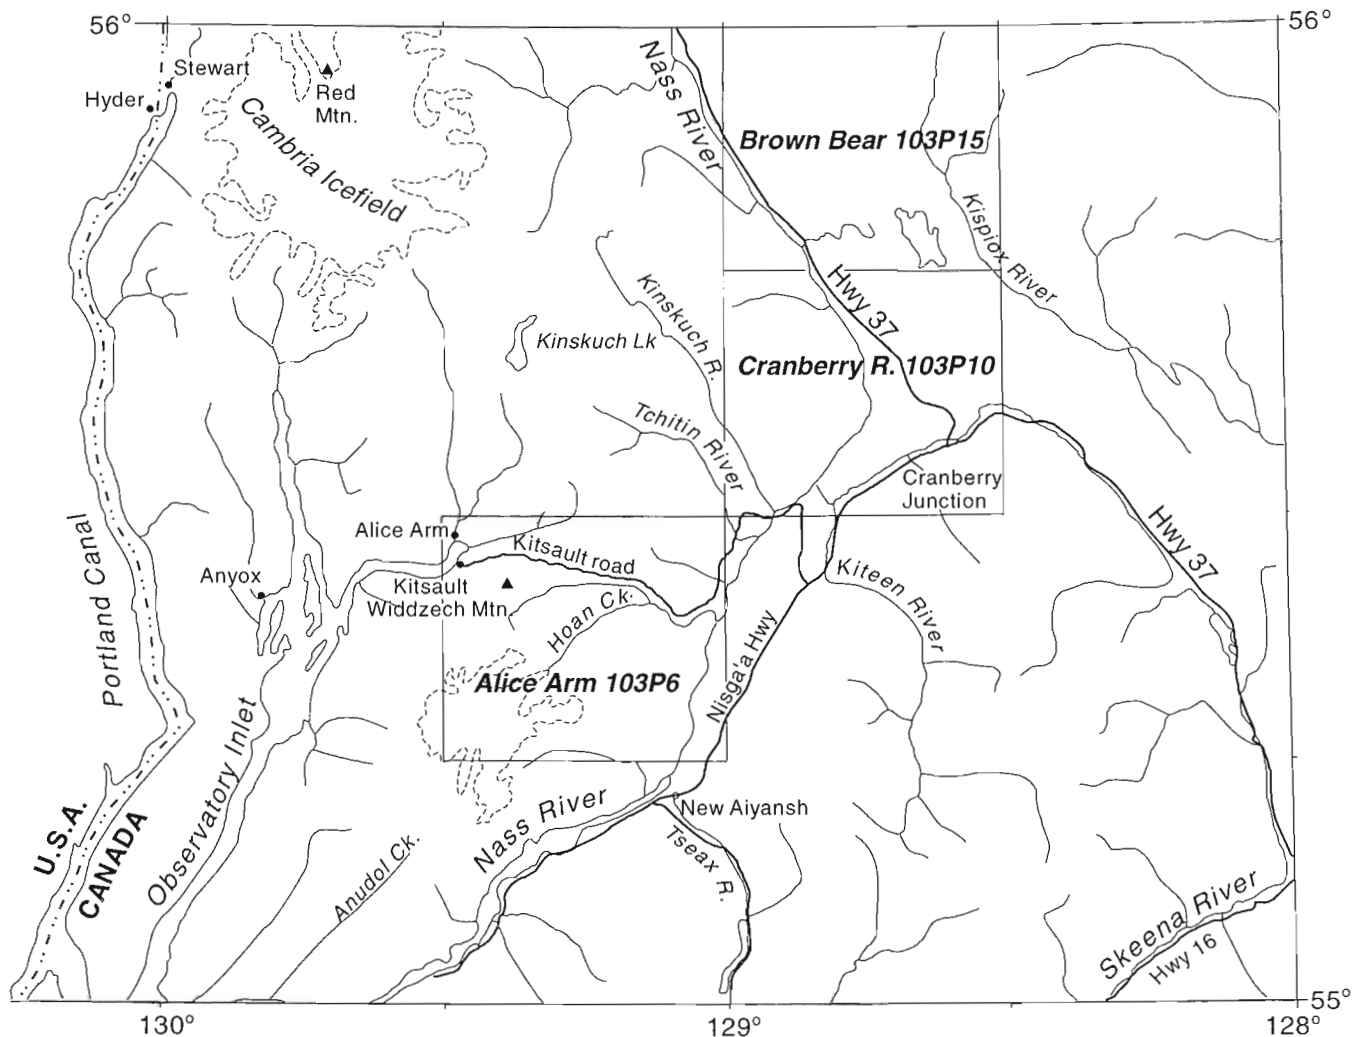 56°
56°
Stewart
Hyder
Red
Mtn.
Cambria Icefield
Nass River
Brown Bear 103P15
Kispiox River
Hwy 37
Kinskuch R.
Kinskuch Lk
Cranberry R. 103P10
Tchitin River
Cranberry
Junction
Hwy 37
Alice Arm
Kitsault road
Anyox
Kitsault
Widdzech Mtn.
Hoan Ck.
Kiteen River
Portland Canal
Alice Arm 103P6
Nisga'a Hwy
Observatory Inlet
Nass River
New Aiyansh
Tseax R.
U.S.A.
CANADA
Anudol Ck.
Skeena River
Hwy 16
55°
130°
129°
128°